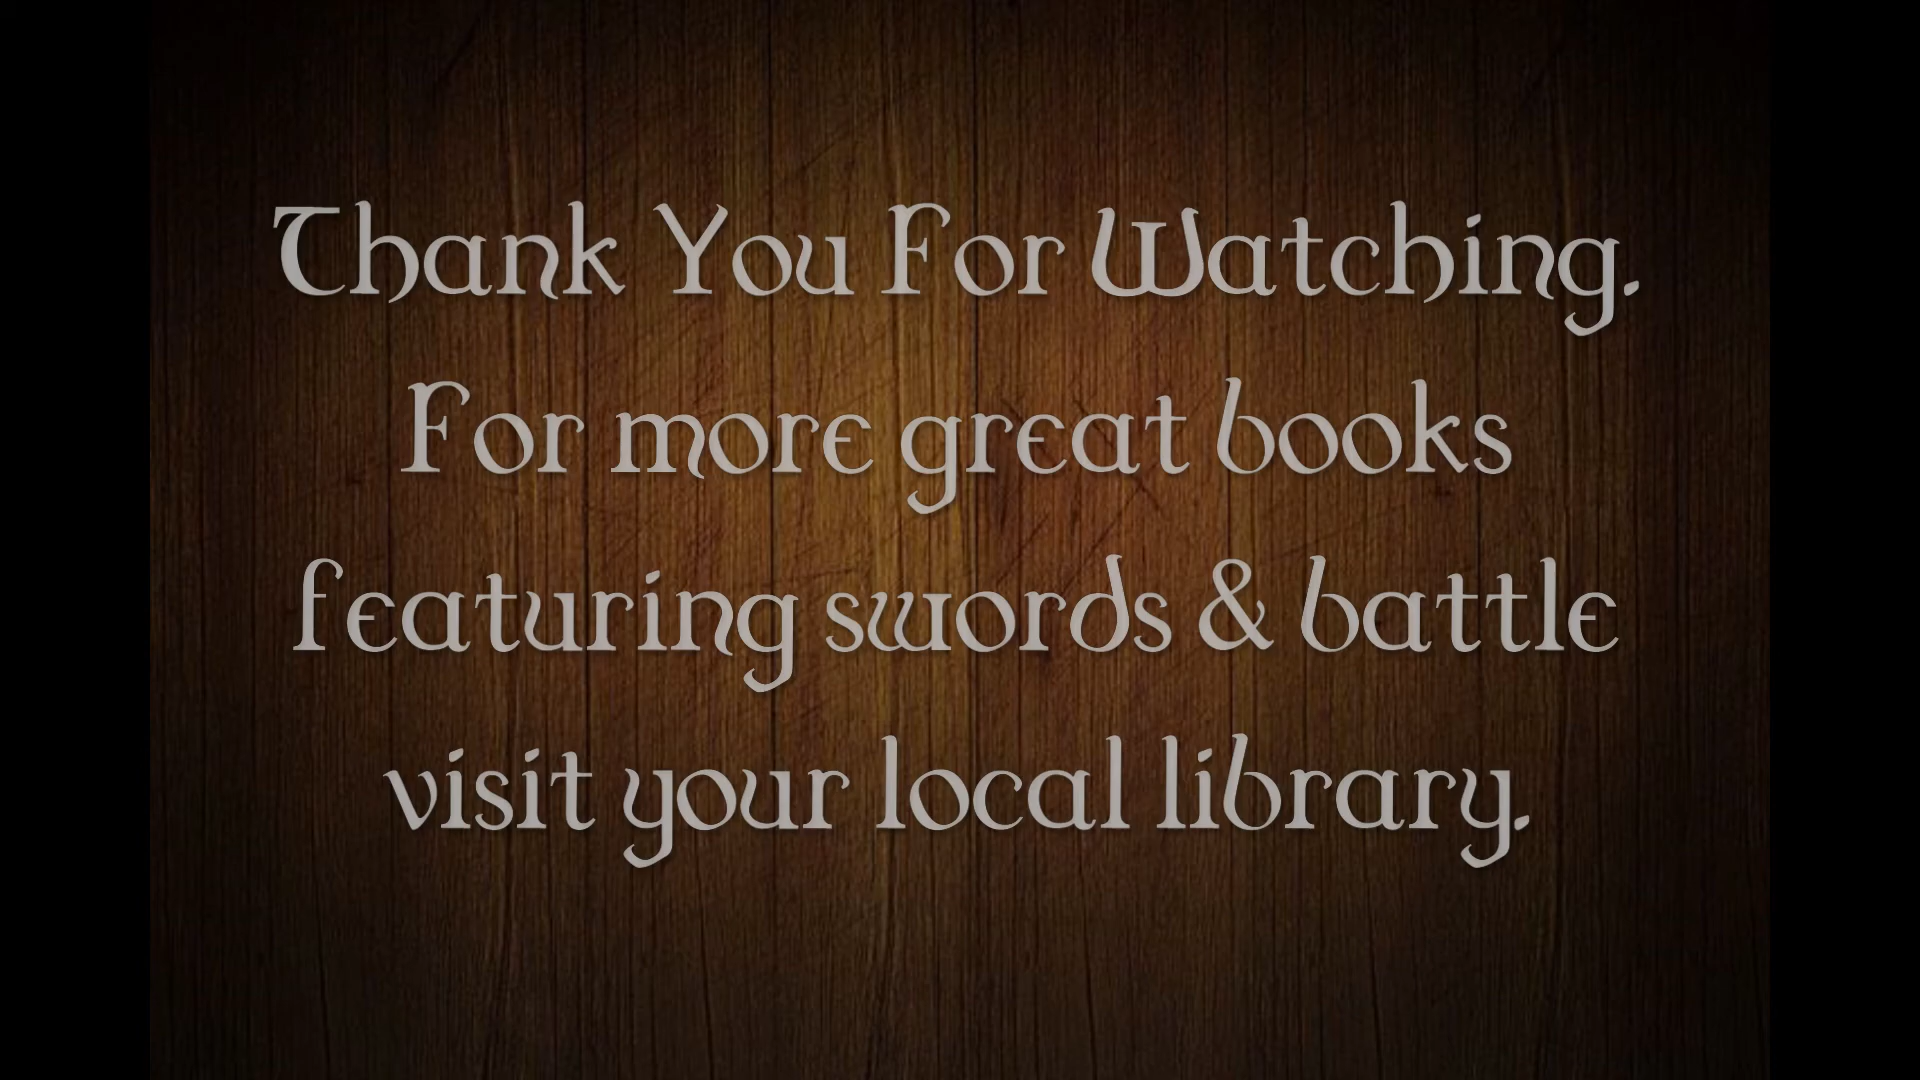 Thank You For Watching.
For more great books
featuring swords & battle
visit your local library.